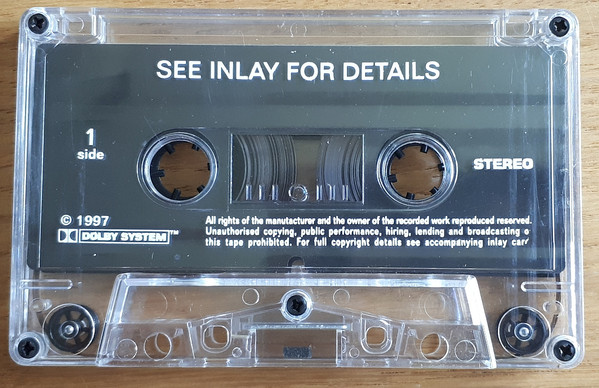 SEE INLAY FOR DETAILS
1
side
STEREO
© 1997
DOLBY SYSTEM™
All rights of the manufacturer and the owner of the recorded work reproduced reserved.
Unauthorised copying, public performance, hiring, lending and broadcasting o
this tape prohibited. For full copyright details see accompanying inlay car